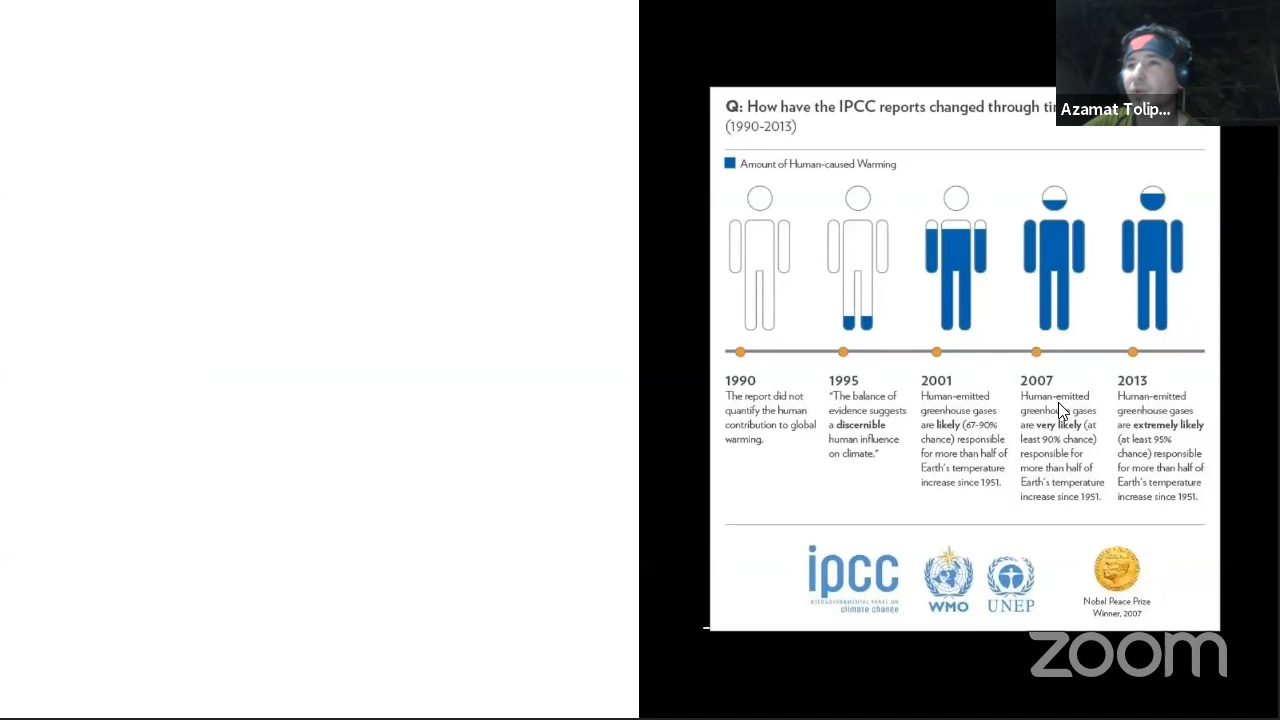 Azamat Tolip...
Q: How have the IPCC reports changed through
(1990-2013)
Amount of Human-caused Warming
1990
The report did not
quantify the human
contribution to global
warming.
1995
"The balance of
evidence suggests
a discernible
human influence
on climate."
2001
Human-emitted
greenhouse gases
are likely (67-90%
chance) responsible
for more than half of
Earth's temperature
increase since 1951.
2007
Human-emitted
greenhouse gases
are very likely (at
least 90% chance)
responsible for
more than half of
Earth's temperature
increase since 1951.
2013
Human-emitted
greenhouse gases
are extremely likely
(at least 95%
chance) responsible
for more than half of
Earth's temperature
increase since 1951.
ipcc
INTERGOVERNMENTAL PANEL ON
climate change
WMO
UNEP
Nobel Peace Prize
Winner, 2007
zoom